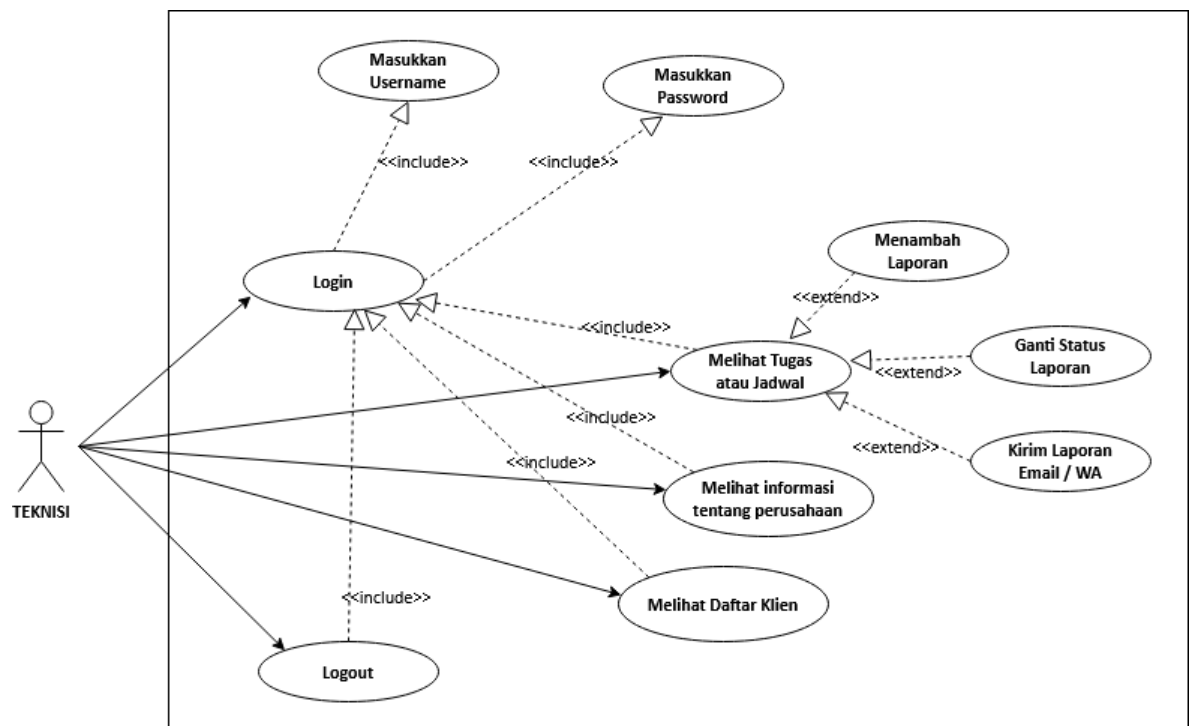 Masukkan
Username
Masukkan
Password
<<include>>
<<include>>
Menambah
Laporan
Login
<<extend>>
<<include>>
Melihat Tugas
atau Jadwal
Ganti Status
Laporan
<<extend>>
<<include>>
<<extend>>
Kirim Laporan
Email / WA
<<include>>
Melihat informasi
tentang perusahaan
TEKNISI
<<include>>
Melihat Daftar Klien
Logout